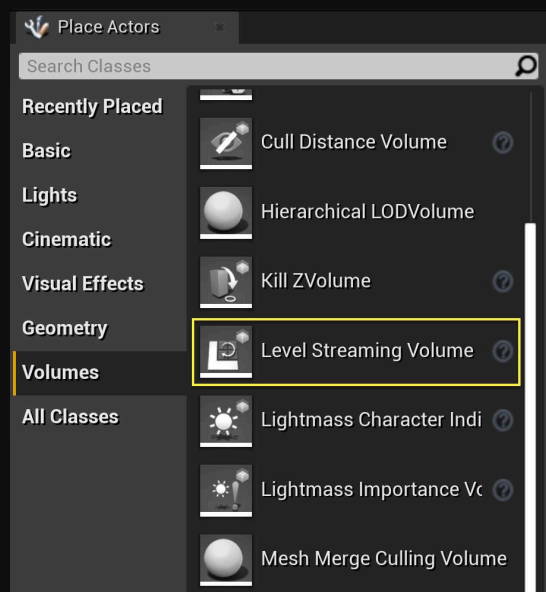 Place Actors
Search Classes
Recently Placed
Basic
Lights
Cinematic
Visual Effects
Geometry
Volumes
All Classes
Cull Distance Volume
Hierarchical LODVolume
Kill ZVolume
Level Streaming Volume
Lightmass Character Indi
Lightmass Importance Vo
Mesh Merge Culling Volume